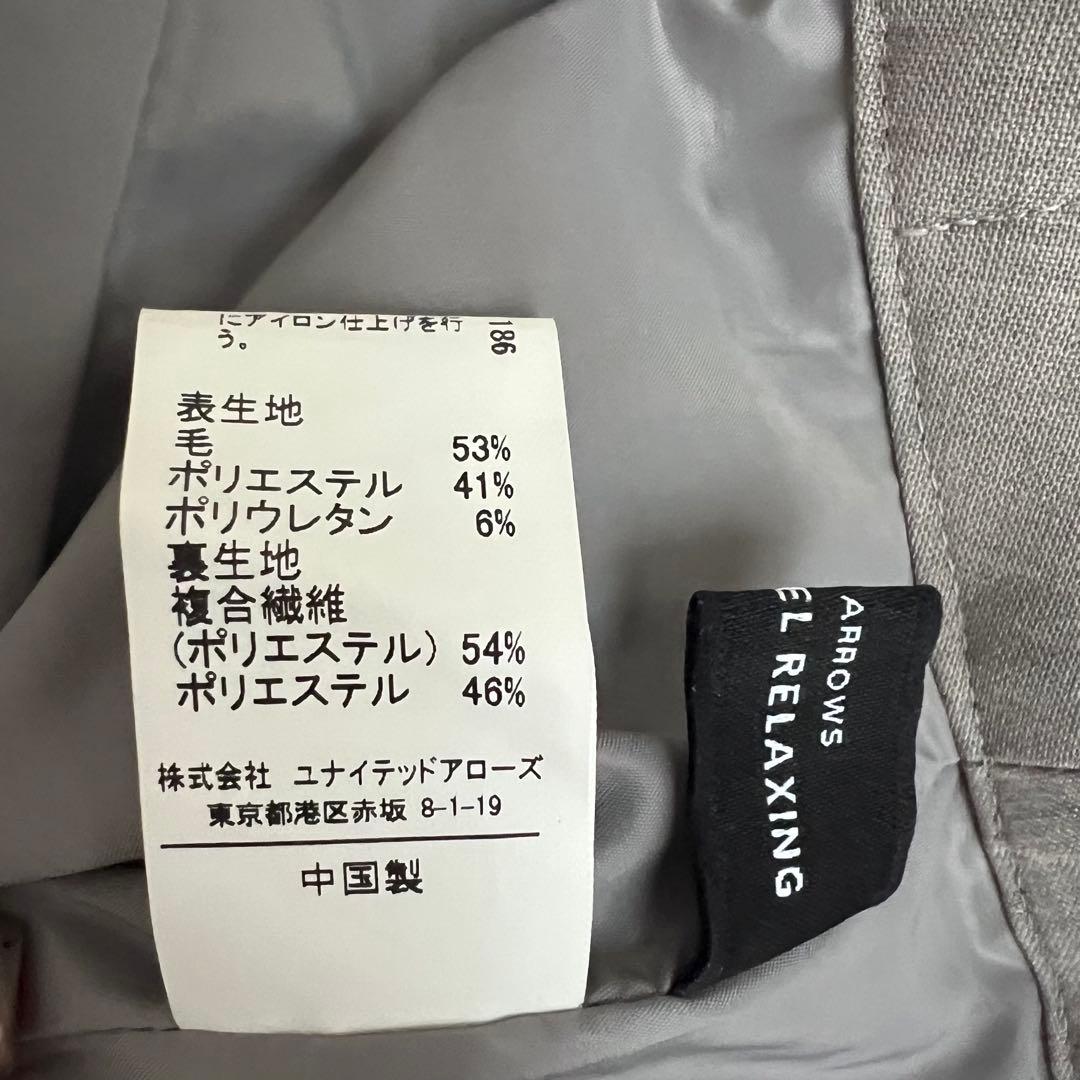 にアイロン仕上げを行
う。
186
表生地
毛 53%
ポリエステル 41%
ポリウレタン 6%
裏生地
複合繊維
(ポリエステル) 54%
ポリエステル 46%
株式会社 ユナイテッドアローズ
東京都港区赤坂 8-1-19
中国製
ARROWS
EL RELAXING